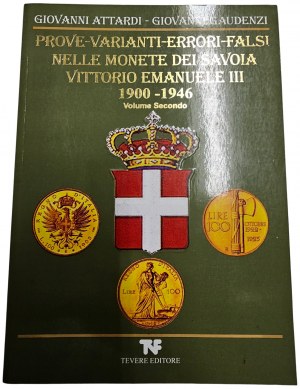 GIOVANNI ATTARDI - GIOVANNI GAUDENZI
PROVE-VARIANTI-ERRORI-FALSI
NELLE MONETE DEI SAVOIA
VITTORIO EMANUELE III
1900 -1946
Volume Secondo
LIRE
100
LIRE
100
TEVERE EDITORE